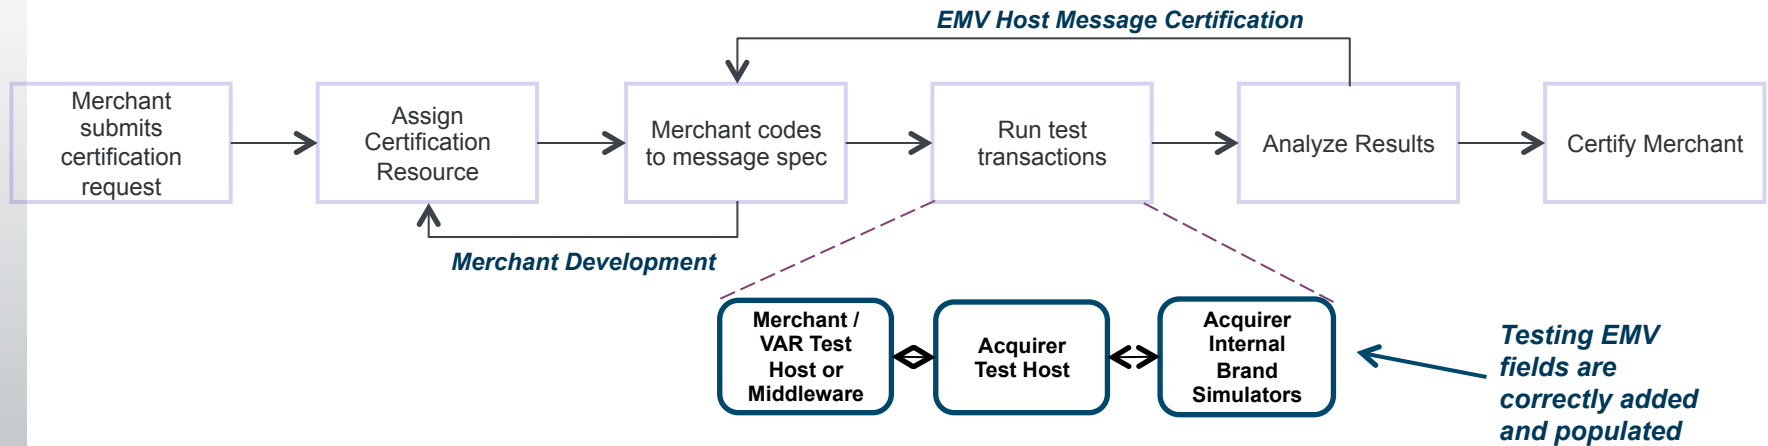 EMV Host Message Certification
Merchant
submits
certification
request
Assign
Certification
Resource
Merchant codes
to message spec
Run test
transactions
Analyze Results
Certify Merchant
Merchant Development
Merchant /
VAR Test
Host or
Middleware
Acquirer
Test Host
Acquirer
Internal
Brand
Simulators
Testing EMV
fields are
correctly added
and populated